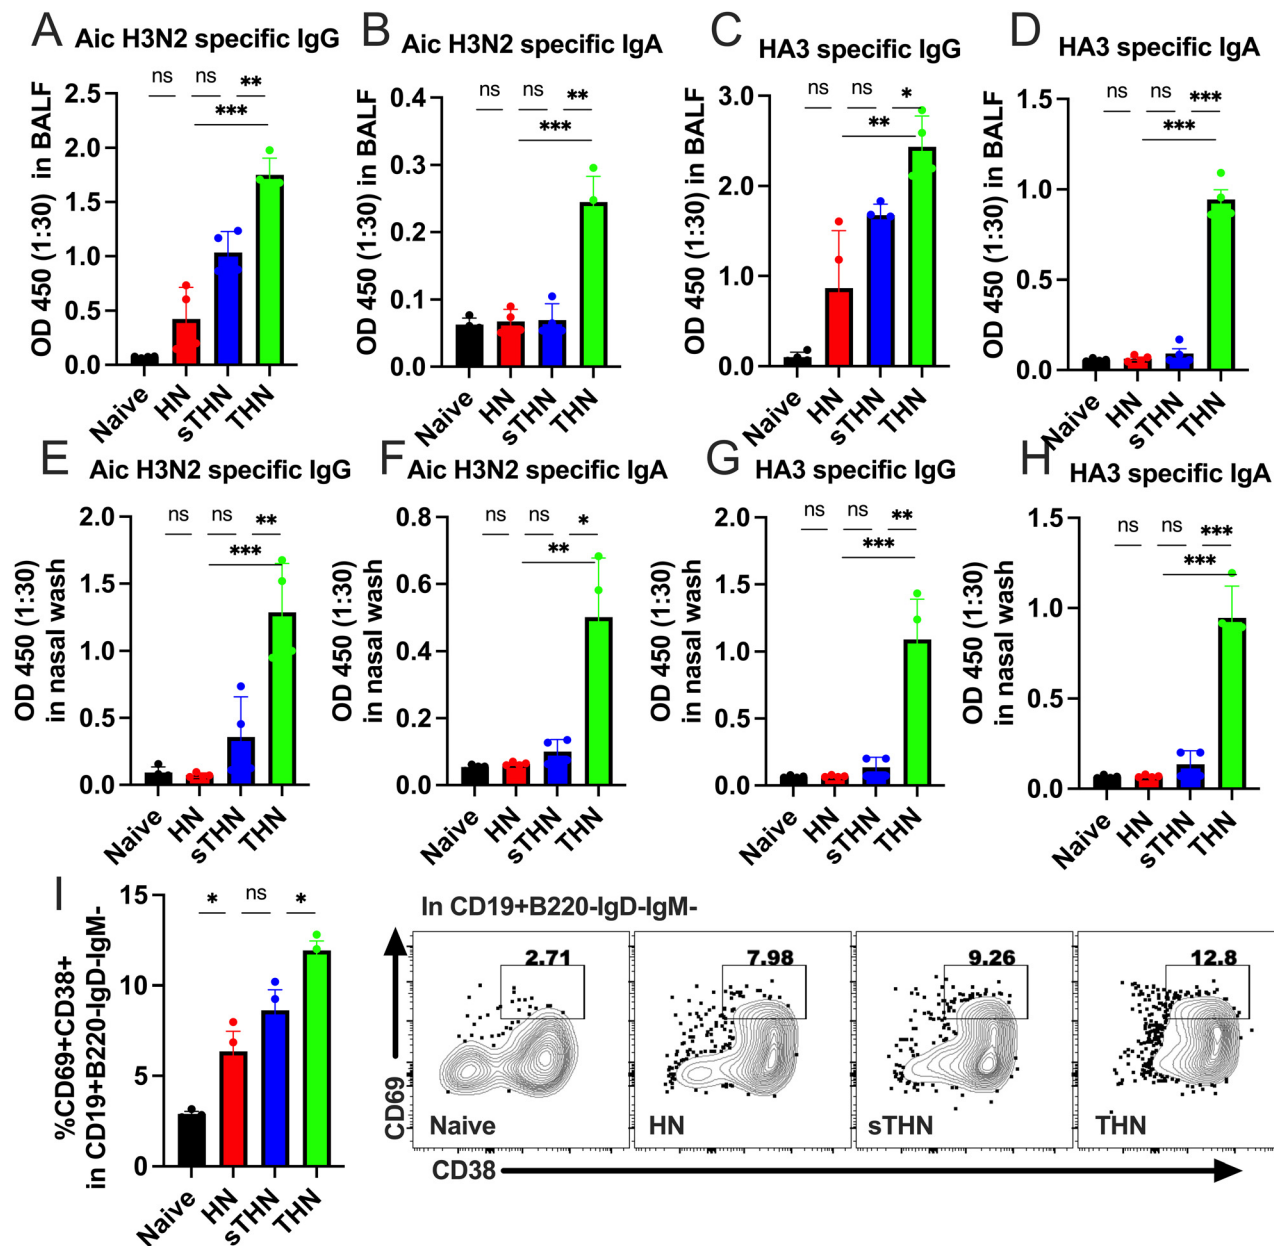 A Aic H3N2 specific IgG
ns ns **
***
OD 450 (1:30) in BALF
2.5
2.0
1.5
1.0
0.5
0.0
Naive HN sTHN THN
B Aic H3N2 specific IgA
ns ns **
***
OD 450 (1:30) in BALF
0.4
0.3
0.2
0.1
0.0
Naive HN sTHN THN
C HA3 specific IgG
ns ns *
**
OD 450 (1:30) in BALF
3.0
2.0
1.0
0.0
Naive HN sTHN THN
D HA3 specific IgA
ns ns ***
***
OD 450 (1:30) in BALF
1.5
1.0
0.5
0.0
Naive HN sTHN THN
E Aic H3N2 specific IgG
ns ns **
***
OD 450 (1:30)
in nasal wash
2.0
1.5
1.0
0.5
0.0
Naive HN sTHN THN
F Aic H3N2 specific IgA
ns ns *
**
OD 450 (1:30)
in nasal wash
0.8
0.6
0.4
0.2
0.0
Naive HN sTHN THN
G HA3 specific IgG
ns ns **
***
OD 450 (1:30)
in nasal wash
2.0
1.5
1.0
0.5
0.0
Naive HN sTHN THN
H HA3 specific IgA
ns ns ***
***
OD 450 (1:30)
in nasal wash
1.5
1.0
0.5
0.0
Naive HN sTHN THN
I
* ns *
%CD69+CD38+
in CD19+B220-IgD-IgM-
15
10
5
0
Naive HN sTHN THN
In CD19+B220-IgD-IgM-
2.71 7.98 9.26 12.8
CD69
Naive HN sTHN THN
CD38